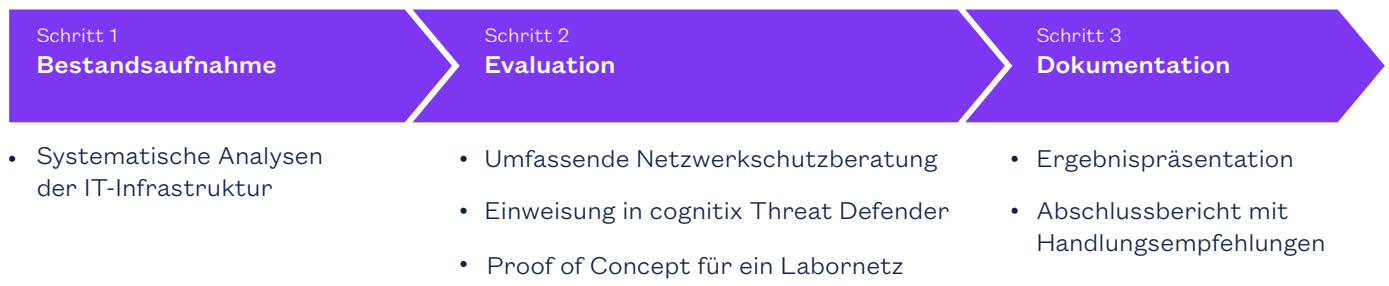 Schritt 1
Bestandsaufnahme
• Systematische Analysen
der IT-Infrastruktur
Schritt 2
Evaluation
• Umfassende Netzwerkschutzberatung
• Einweisung in cognitix Threat Defender
• Proof of Concept für ein Labornetz
Schritt 3
Dokumentation
• Ergebnispräsentation
• Abschlussbericht mit
Handlungsempfehlungen